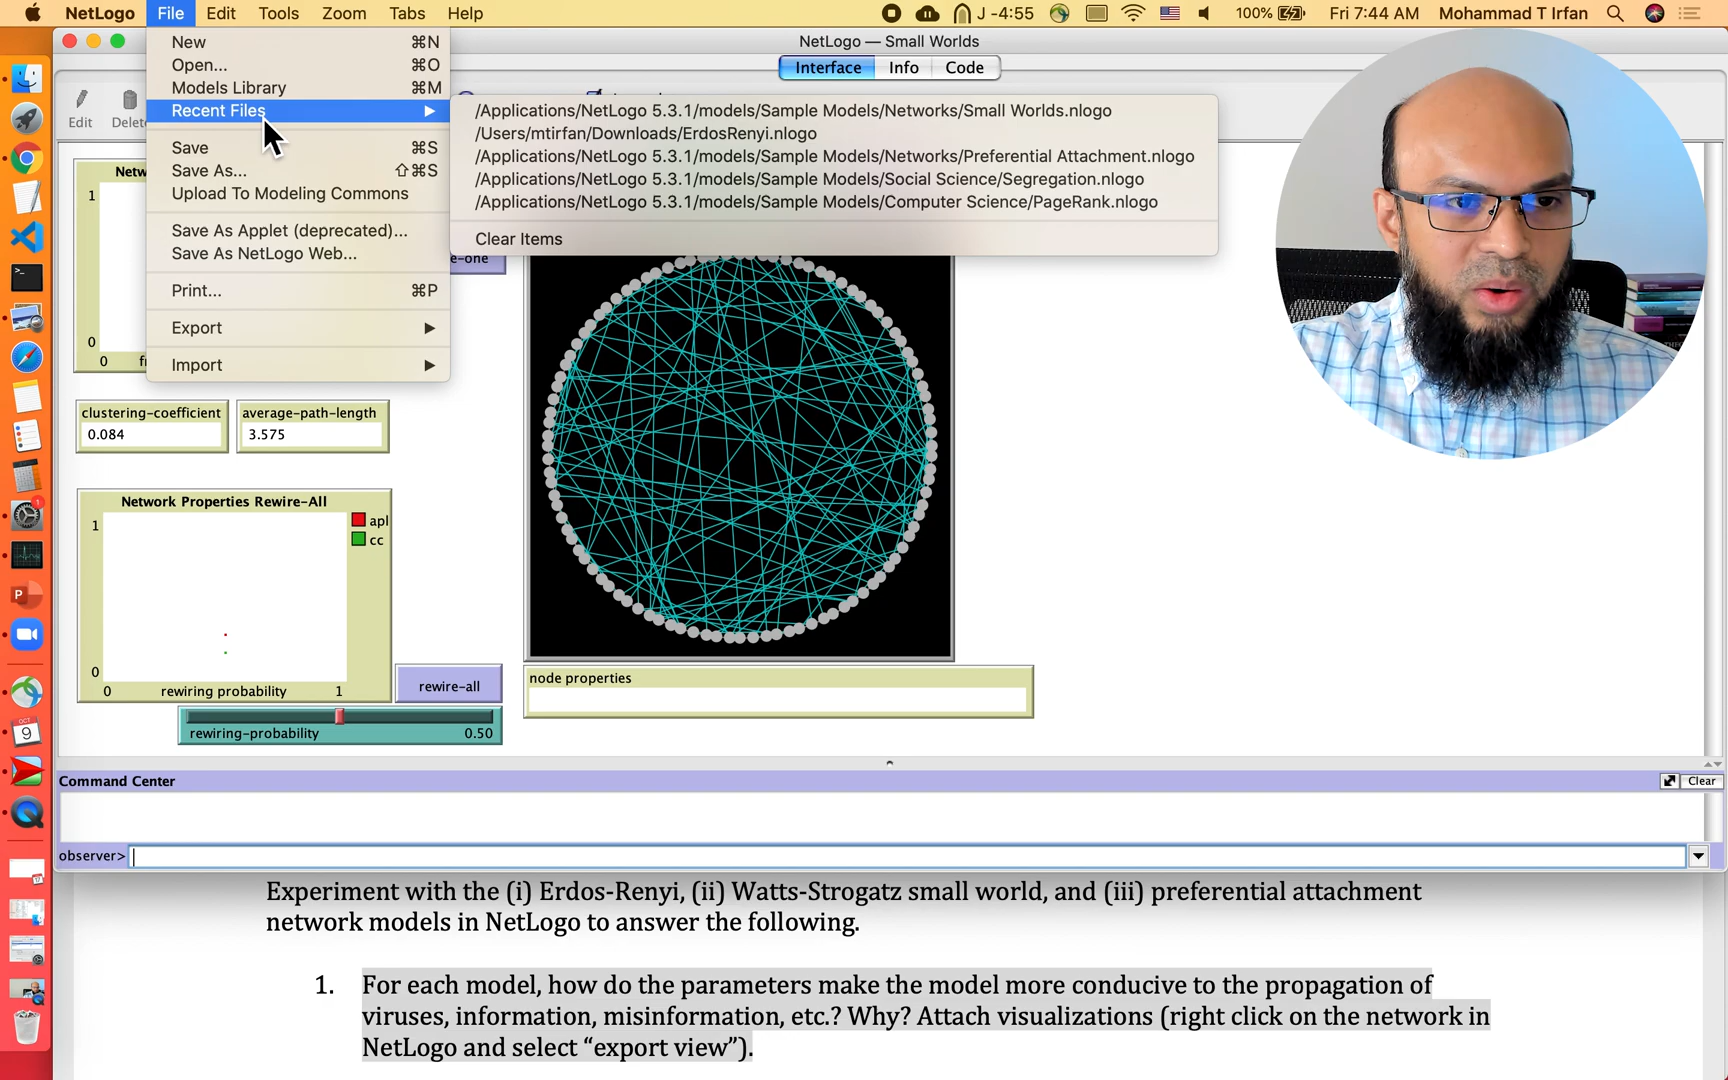 NetLogo File Edit Tools Zoom Tabs Help J -4:55 100% Fri 7:44 AM Mohammad T Irfan
NetLogo — Small Worlds
Interface Info Code
Edit Delet
New ⌘N
Open... ⌘O
Models Library ⌘M
Recent Files
Save ⌘S
Save As... ⇧⌘S
Upload To Modeling Commons
Save As Applet (deprecated)...
Save As NetLogo Web...
Print... ⌘P
Export
Import
/Applications/NetLogo 5.3.1/models/Sample Models/Networks/Small Worlds.nlogo
/Users/mtirfan/Downloads/ErdosRenyi.nlogo
/Applications/NetLogo 5.3.1/models/Sample Models/Networks/Preferential Attachment.nlogo
/Applications/NetLogo 5.3.1/models/Sample Models/Social Science/Segregation.nlogo
/Applications/NetLogo 5.3.1/models/Sample Models/Computer Science/PageRank.nlogo
Clear Items
Netw
1
0
0 fr
e-one
clustering-coefficient
0.084
average-path-length
3.575
Network Properties Rewire-All
1
apl
cc
0
0 rewiring probability 1
rewire-all
rewiring-probability 0.50
node properties
Command Center
Clear
observer>
Experiment with the (i) Erdos-Renyi, (ii) Watts-Strogatz small world, and (iii) preferential attachment
network models in NetLogo to answer the following.
1. For each model, how do the parameters make the model more conducive to the propagation of
viruses, information, misinformation, etc.? Why? Attach visualizations (right click on the network in
NetLogo and select “export view”).
OCT
9
P
1
17